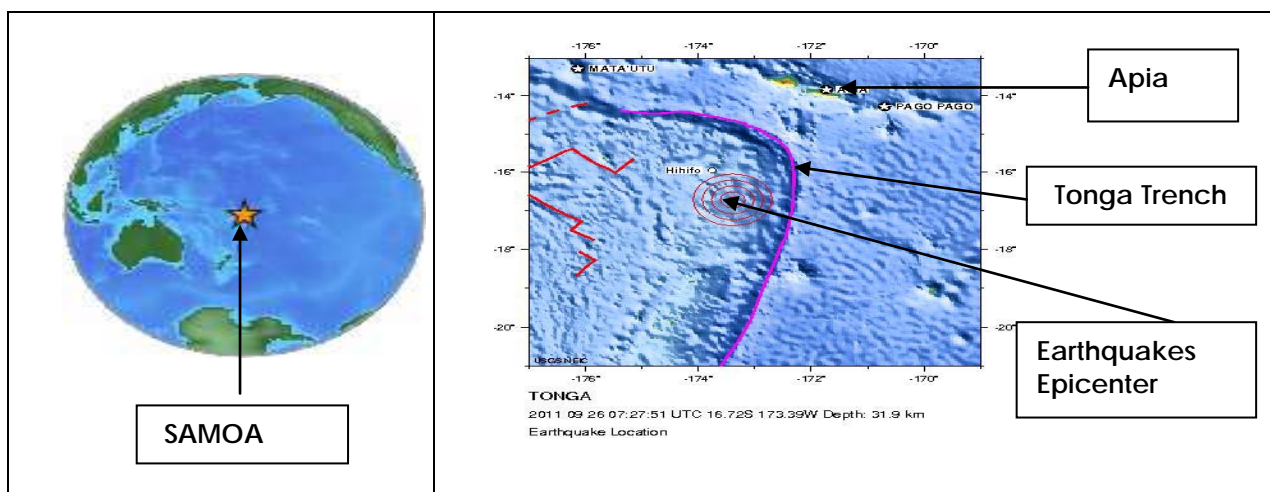 SAMOA
-176° -174° -172° -170°
MATA'UTU
-14° -14°
PAGO PAGO
-16° -16°
Hihifo
-18° -18°
-20° -20°
USGS NEIC
-176° -174° -172° -170°
TONGA
2011 09 26 07:27:51 UTC 16.72S 173.39W Depth: 31.9 km
Earthquake Location
Apia
Tonga Trench
Earthquakes
Epicenter